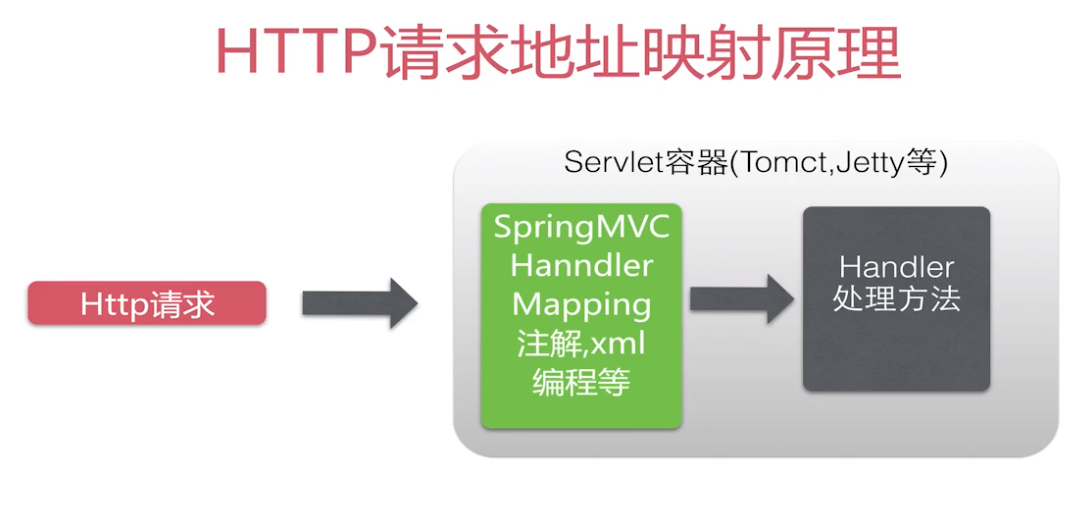 HTTP请求地址映射原理
Servlet容器(Tomct,Jetty等)
Http请求
SpringMVC
Hanndler
Mapping
注解,xml
编程等
Handler
处理方法